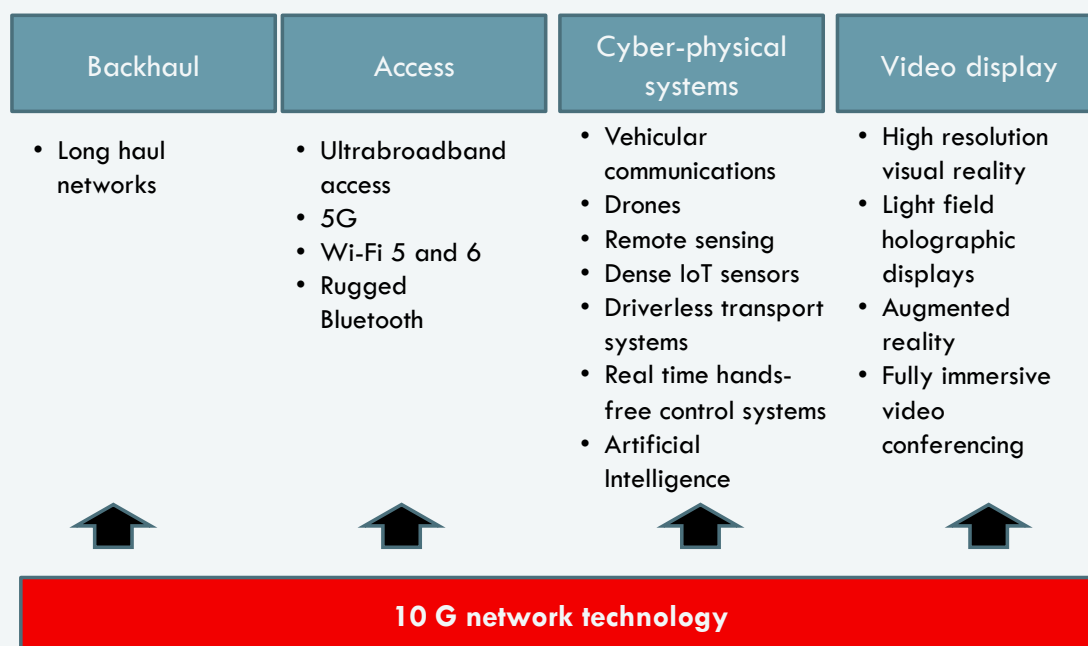 Backhaul
• Long haul
networks
Access
• Ultrabroadband
access
• 5G
• Wi-Fi 5 and 6
• Rugged
Bluetooth
Cyber-physical
systems
• Vehicular
communications
• Drones
• Remote sensing
• Dense IoT sensors
• Driverless transport
systems
• Real time hands-
free control systems
• Artificial
Intelligence
Video display
• High resolution
visual reality
• Light field
holographic
displays
• Augmented
reality
• Fully immersive
video
conferencing
10 G network technology